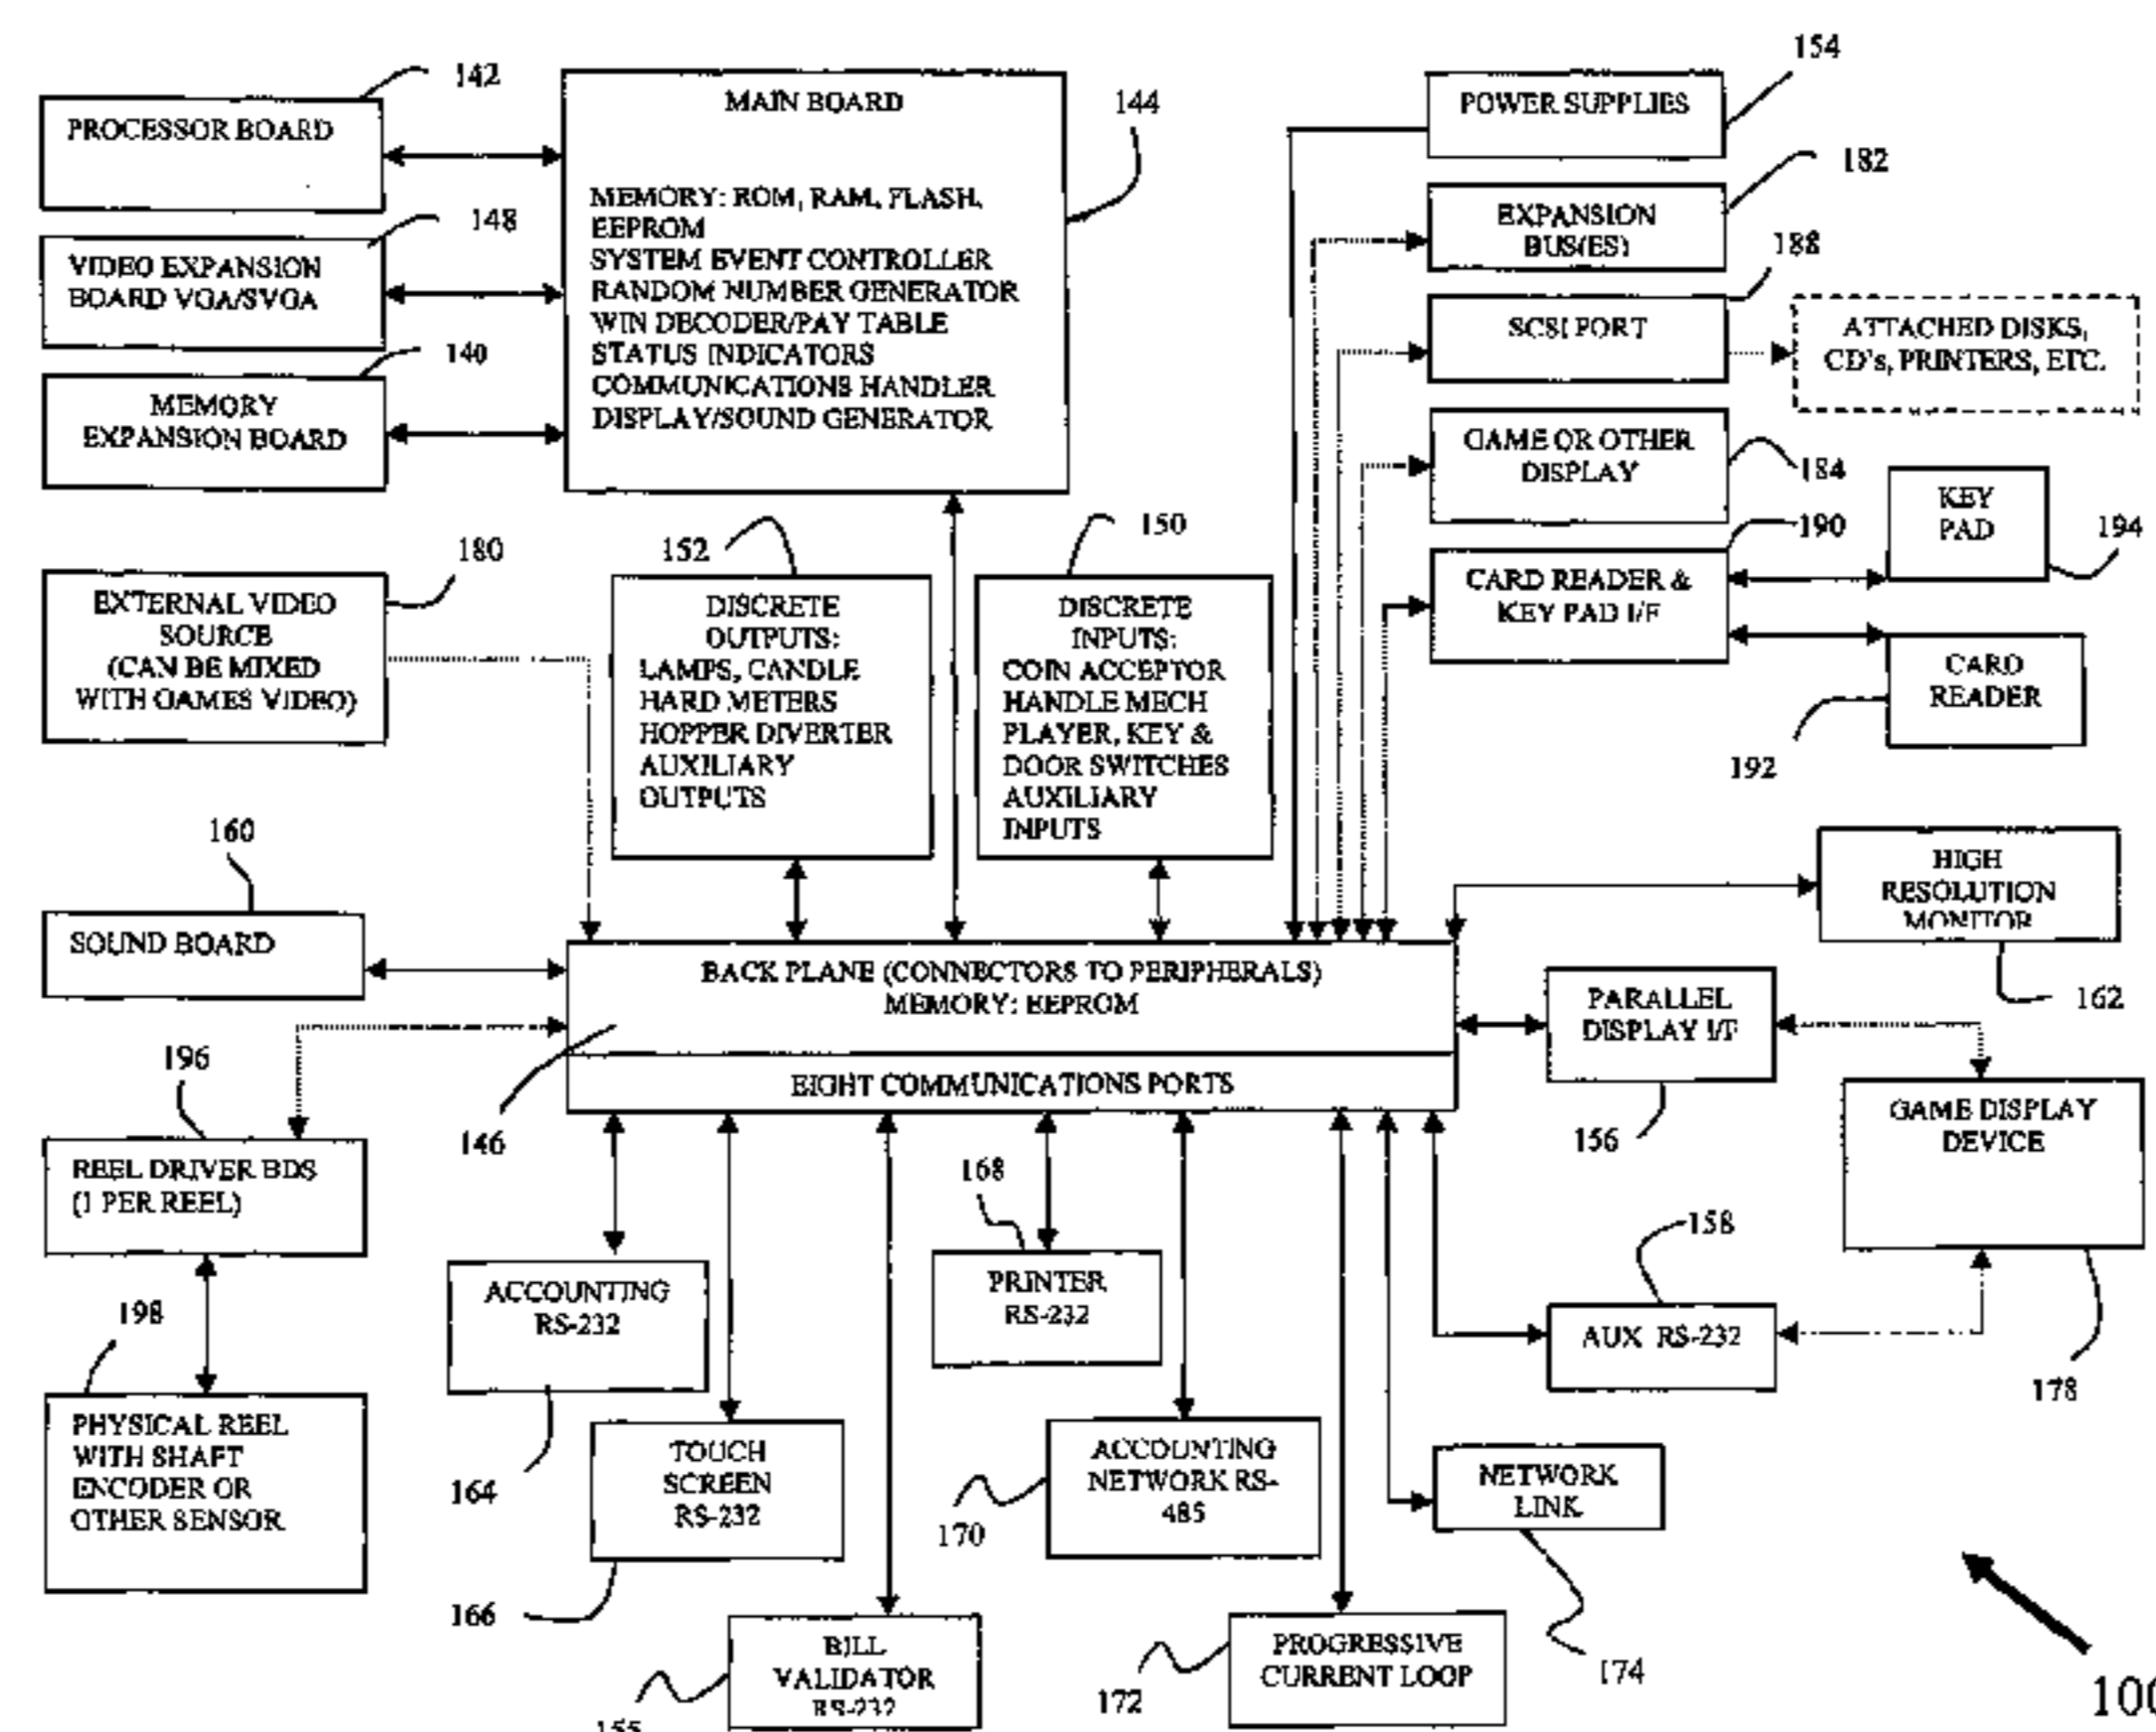 142
PROCESSOR BOARD
148
VIDEO EXPANSION
BOARD VGA/SVGA
140
MEMORY
EXPANSION BOARD
MAIN BOARD
144
MEMORY: ROM, RAM, FLASH,
EEPROM
SYSTEM EVENT CONTROLLER
RANDOM NUMBER GENERATOR
WIN DECODER/PAY TABLE
STATUS INDICATORS
COMMUNICATIONS HANDLER
DISPLAY/SOUND GENERATOR
154
POWER SUPPLIES
182
EXPANSION
BUS(ES)
188
SCSI PORT
ATTACHED DISKS,
CD's, PRINTERS, ETC.
GAME OR OTHER
DISPLAY
184
190
CARD READER &
KEY PAD I/F
KEY
PAD
194
CARD
READER
192
180
EXTERNAL VIDEO
SOURCE
(CAN BE MIXED
WITH GAMES VIDEO)
152
DISCRETE
OUTPUTS:
LAMPS, CANDLE
HARD METERS
HOPPER DIVERTER
AUXILIARY
OUTPUTS
150
DISCRETE
INPUTS:
COIN ACCEPTOR
HANDLE MECH
PLAYER, KEY &
DOOR SWITCHES
AUXILIARY
INPUTS
160
SOUND BOARD
HIGH
RESOLUTION
MONITOR
162
BACK PLANE (CONNECTORS TO PERIPHERALS)
MEMORY: EEPROM
EIGHT COMMUNICATIONS PORTS
146
PARALLEL
DISPLAY I/F
156
GAME DISPLAY
DEVICE
178
196
REEL DRIVER BDS
(1 PER REEL)
198
PHYSICAL REEL
WITH SHAFT
ENCODER OR
OTHER SENSOR
ACCOUNTING
RS-232
164
TOUCH
SCREEN
RS-232
166
BILL
VALIDATOR
RS-232
155
168
PRINTER
RS-232
ACCOUNTING
NETWORK RS-
485
170
PROGRESSIVE
CURRENT LOOP
172
158
AUX RS-232
NETWORK
LINK
174
100